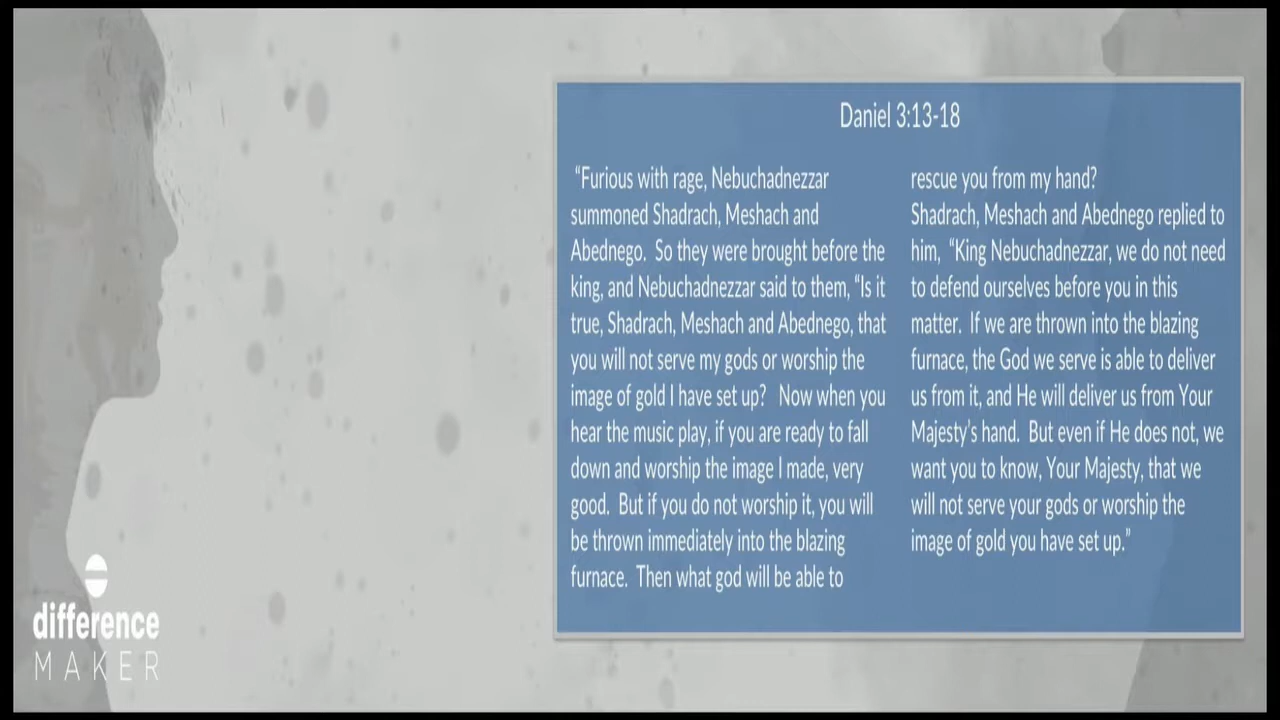 Daniel 3:13-18
“Furious with rage, Nebuchadnezzar
summoned Shadrach, Meshach and
Abednego.  So they were brought before the
king, and Nebuchadnezzar said to them, “Is it
true, Shadrach, Meshach and Abednego, that
you will not serve my gods or worship the
image of gold I have set up?   Now when you
hear the music play, if you are ready to fall
down and worship the image I made, very
good.  But if you do not worship it, you will
be thrown immediately into the blazing
furnace.  Then what god will be able to
rescue you from my hand?
Shadrach, Meshach and Abednego replied to
him,  “King Nebuchadnezzar, we do not need
to defend ourselves before you in this
matter.  If we are thrown into the blazing
furnace, the God we serve is able to deliver
us from it, and He will deliver us from Your
Majesty’s hand.  But even if He does not, we
want you to know, Your Majesty, that we
will not serve your gods or worship the
image of gold you have set up.”
difference
MAKER